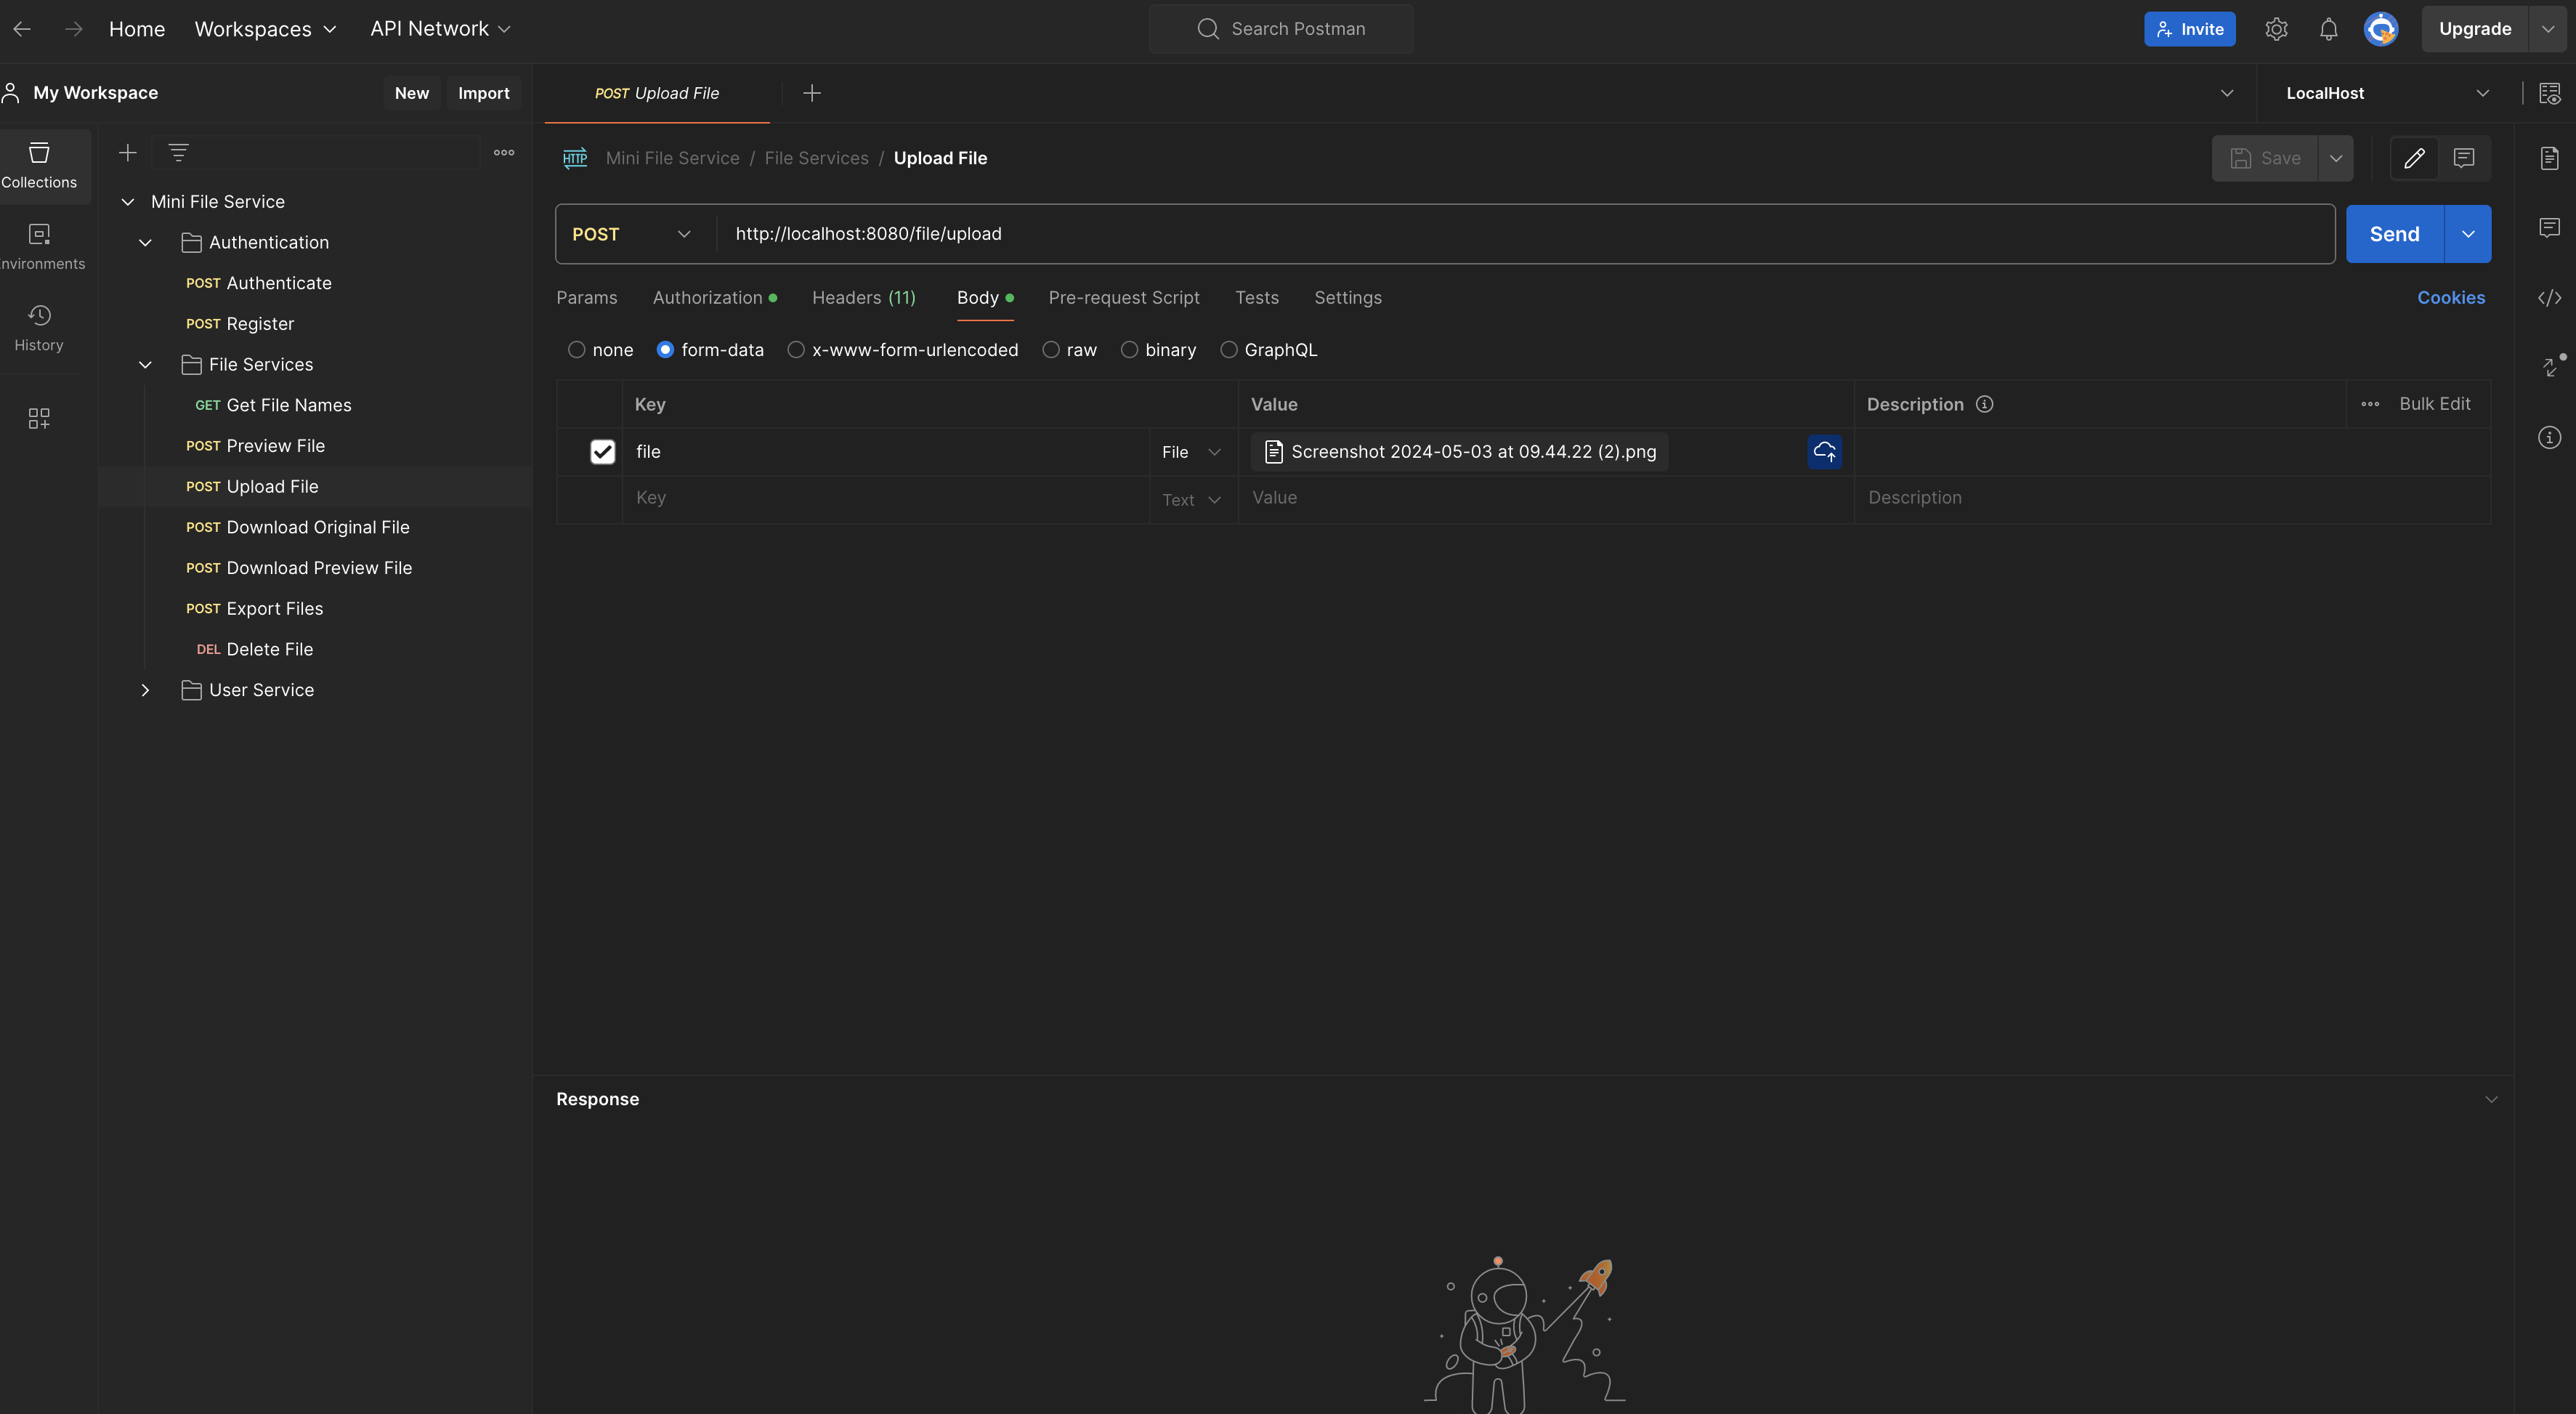 Home Workspaces API Network Search Postman Invite Upgrade
My Workspace New Import POST Upload File LocalHost
Collections
HTTP Mini File Service / File Services / Upload File Save
Mini File Service
POST http://localhost:8080/file/upload Send
Authentication
nvironments
POST Authenticate
Params Authorization Headers (11) Body Pre-request Script Tests Settings Cookies
POST Register
History
none form-data x-www-form-urlencoded raw binary GraphQL
File Services
GET Get File Names
Key Value Description Bulk Edit
POST Preview File
file File Screenshot 2024-05-03 at 09.44.22 (2).png
POST Upload File
Key Text Value Description
POST Download Original File
POST Download Preview File
POST Export Files
DEL Delete File
User Service
Response